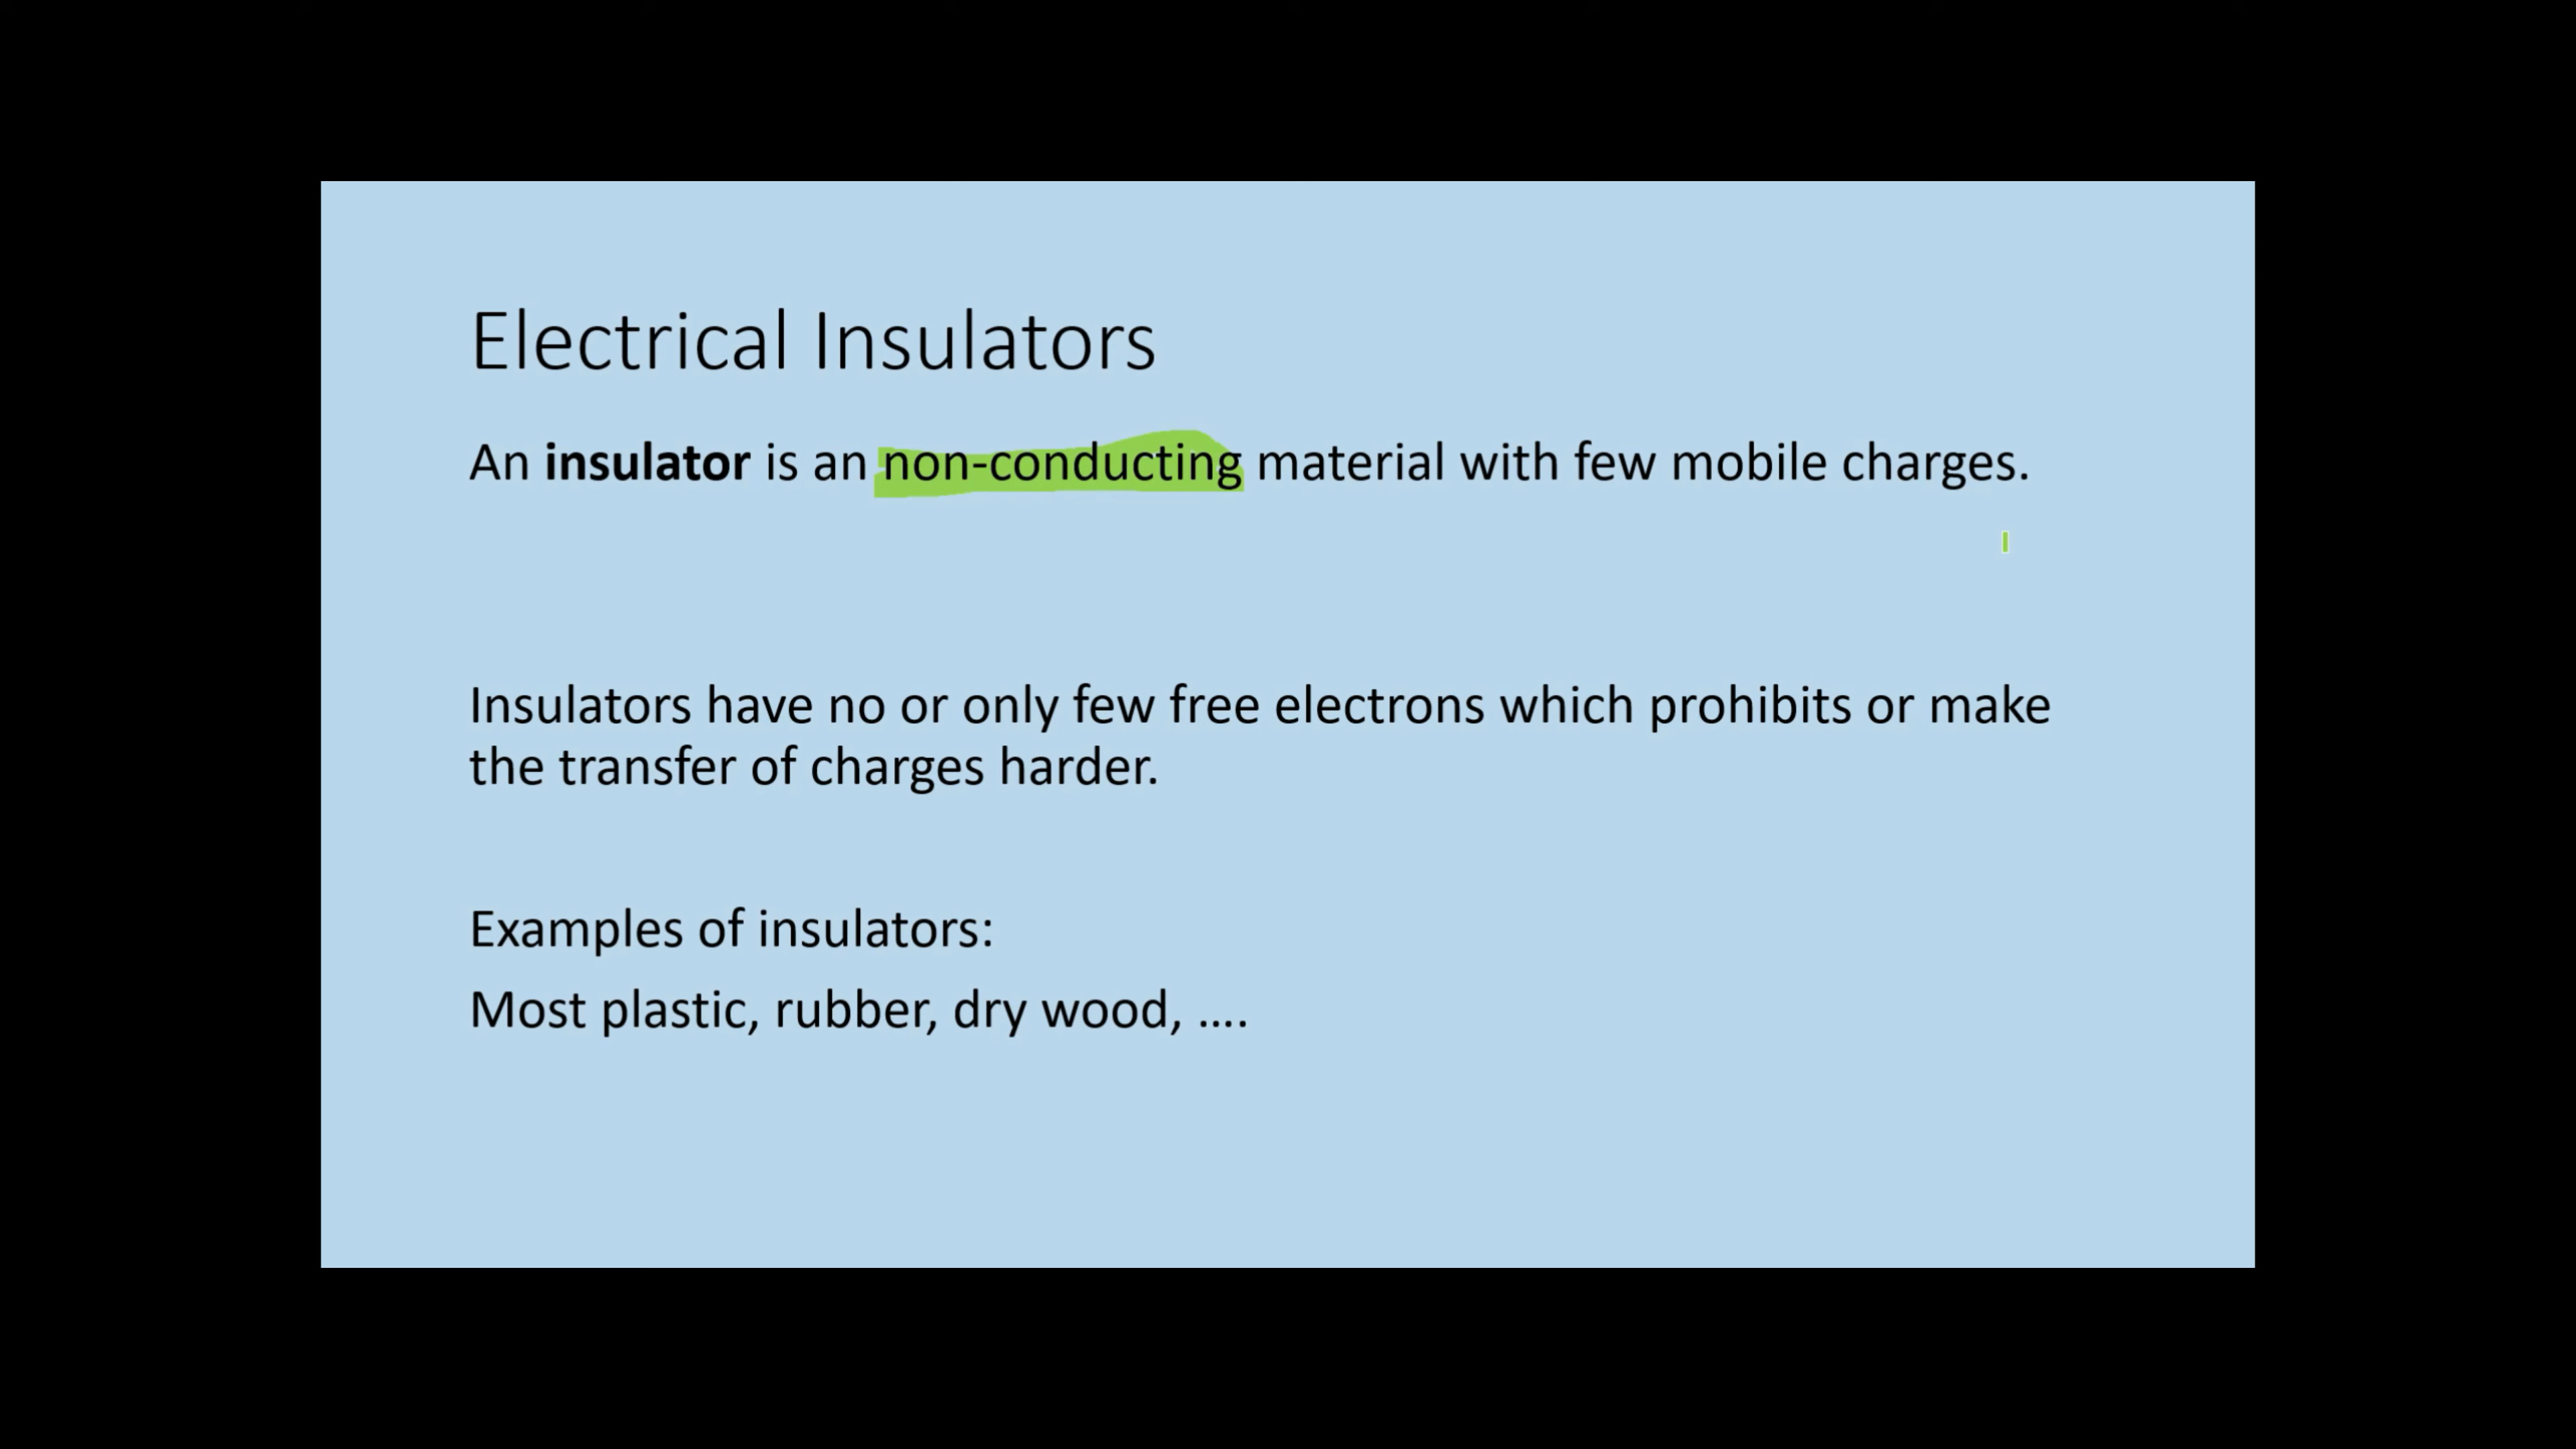 Electrical Insulators
An insulator is an non-conducting material with few mobile charges.
Insulators have no or only few free electrons which prohibits or make
the transfer of charges harder.
Examples of insulators:
Most plastic, rubber, dry wood, ....